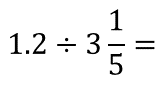 1.2 ÷ 3 1/5 =